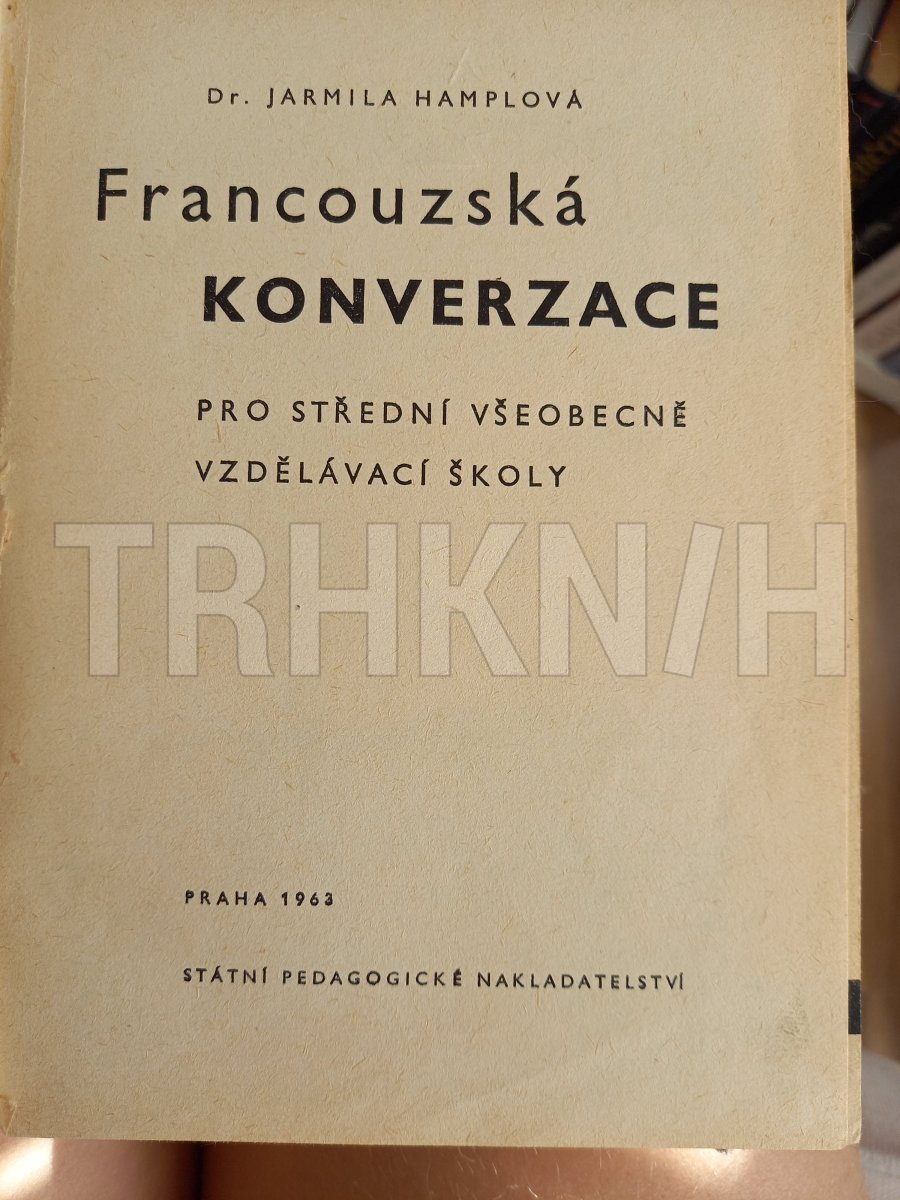 Dr. JARMILA HAMPLOVÁ
Francouzská
KONVERZACE
PRO STŘEDNÍ VŠEOBECNĚ
VZDĚLÁVACÍ ŠKOLY
TRHKNIH
PRAHA 1963
STÁTNÍ PEDAGOGICKÉ NAKLADATELSTVÍ